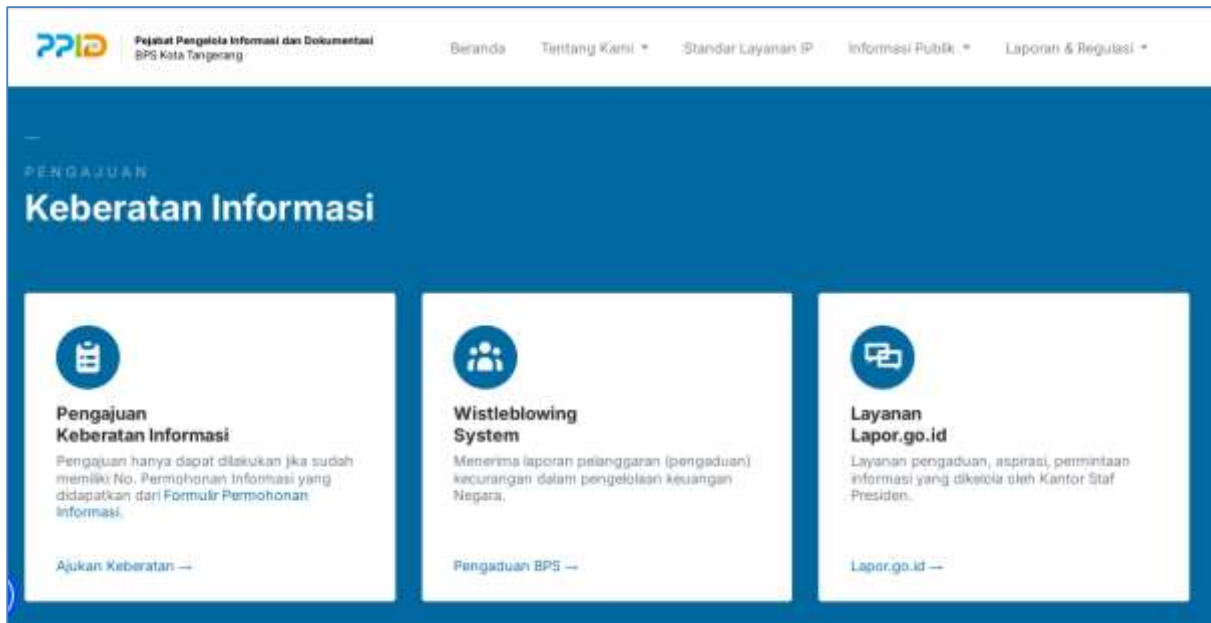 PPID
Pejabat Pengelola Informasi dan Dokumentasi
BPS Kota Tangerang
Beranda Tentang Kami Standar Layanan IP Informasi Publik Laporan & Regulasi
PENGAJUAN
Keberatan Informasi
Pengajuan
Keberatan Informasi
Pengajuan hanya dapat dilakukan jika sudah
memiliki No. Permohonan Informasi yang
didapatkan dari Formulir Permohonan
Informasi.
Ajukan Keberatan →
Wistleblowing
System
Menerima laporan pelanggaran (pengaduan)
kecurangan dalam pengelolaan keuangan
Negara.
Pengaduan BPS →
Layanan
Lapor.go.id
Layanan pengaduan, aspirasi, permintaan
informasi yang dikelola oleh Kantor Staf
Presiden.
Lapor.go.id →